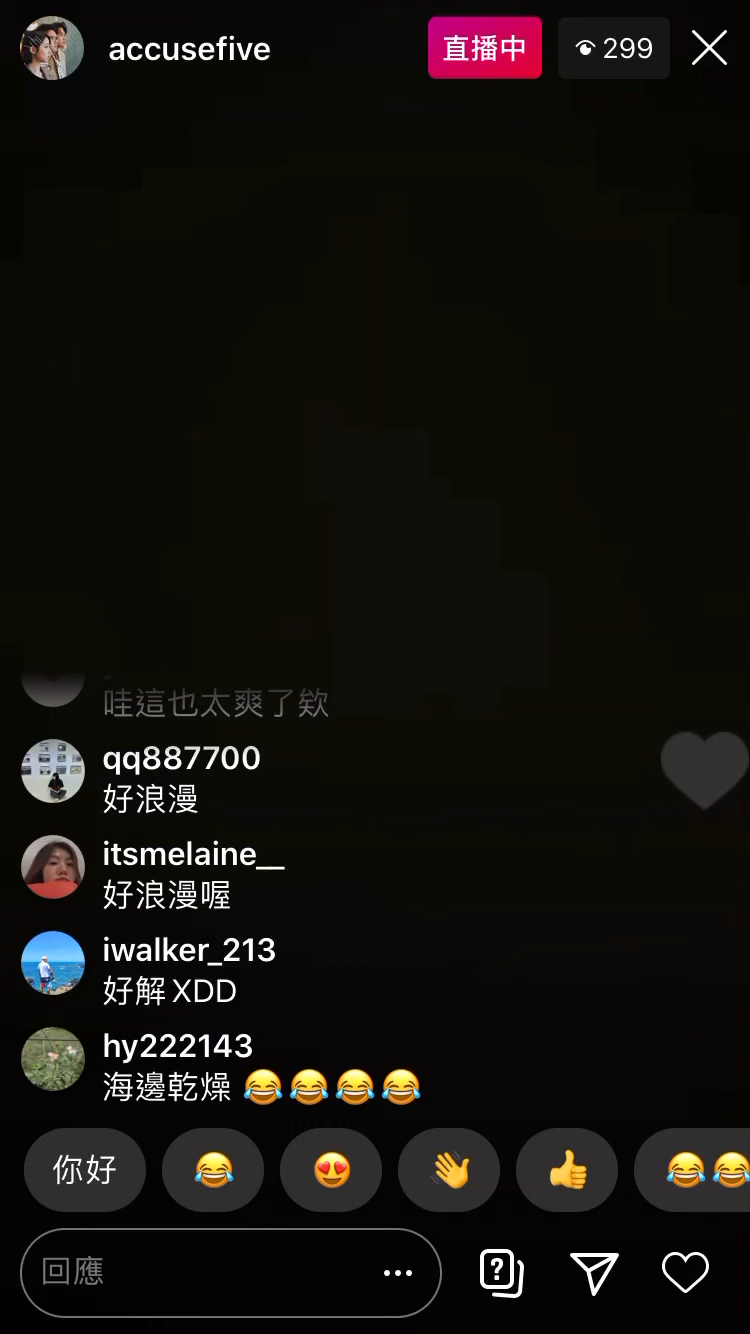 accusefive
直播中
299
哇這也太爽了欸
qq887700
好浪漫
itsmelaine__
好浪漫喔
iwalker_213
好解 XDD
hy222143
海邊乾燥 😂😂😂😂
你好 😂 😍 👋 👍 😂😂
回應